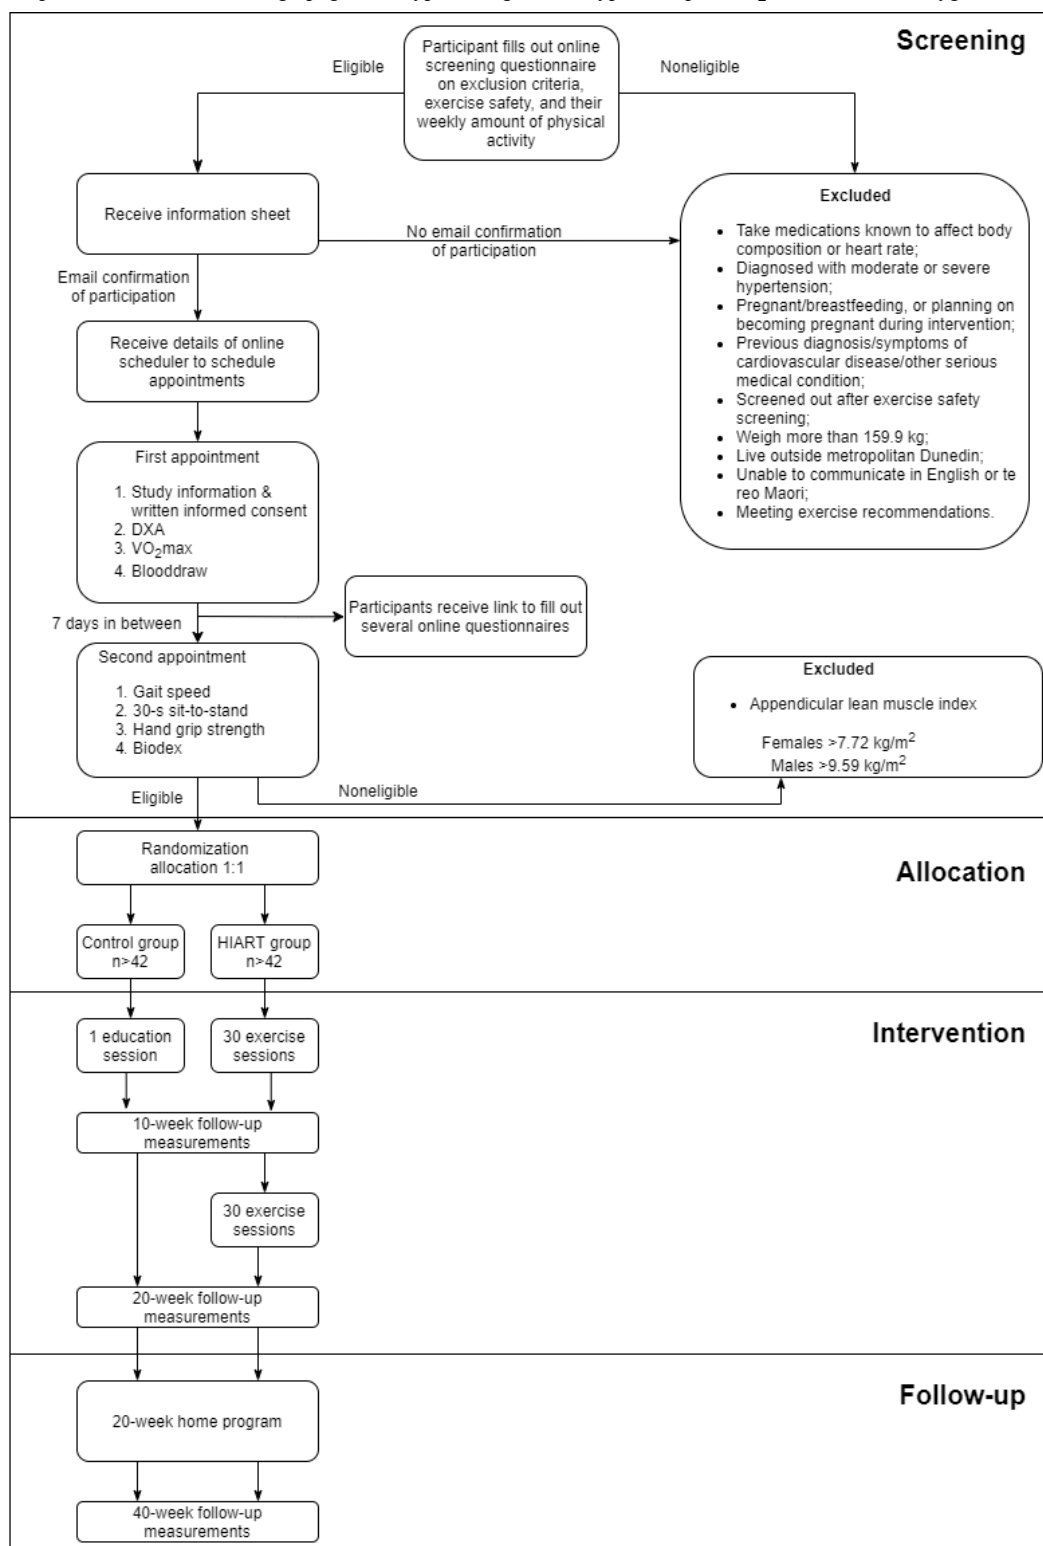 Screening
Participant fills out online
screening questionnaire
on exclusion criteria,
exercise safety, and their
weekly amount of physical
activity
Eligible
Noneligible
Receive information sheet
No email confirmation
of participation
Excluded
• Take medications known to affect body
composition or heart rate;
• Diagnosed with moderate or severe
hypertension;
• Pregnant/breastfeeding, or planning on
becoming pregnant during intervention;
• Previous diagnosis/symptoms of
cardiovascular disease/other serious
medical condition;
• Screened out after exercise safety
screening;
• Weigh more than 159.9 kg;
• Live outside metropolitan Dunedin;
• Unable to communicate in English or te
reo Maori;
• Meeting exercise recommendations.
Email confirmation
of participation
Receive details of online
scheduler to schedule
appointments
First appointment
1. Study information &
written informed consent
2. DXA
3. VO2max
4. Blooddraw
7 days in between
Participants receive link to fill out
several online questionnaires
Second appointment
1. Gait speed
2. 30-s sit-to-stand
3. Hand grip strength
4. Biodex
Excluded
• Appendicular lean muscle index
Females >7.72 kg/m2
Males >9.59 kg/m2
Eligible
Noneligible
Allocation
Randomization
allocation 1:1
Control group
n>42
HIART group
n>42
Intervention
1 education
session
30 exercise
sessions
10-week follow-up
measurements
30 exercise
sessions
20-week follow-up
measurements
Follow-up
20-week home program
40-week follow-up
measurements